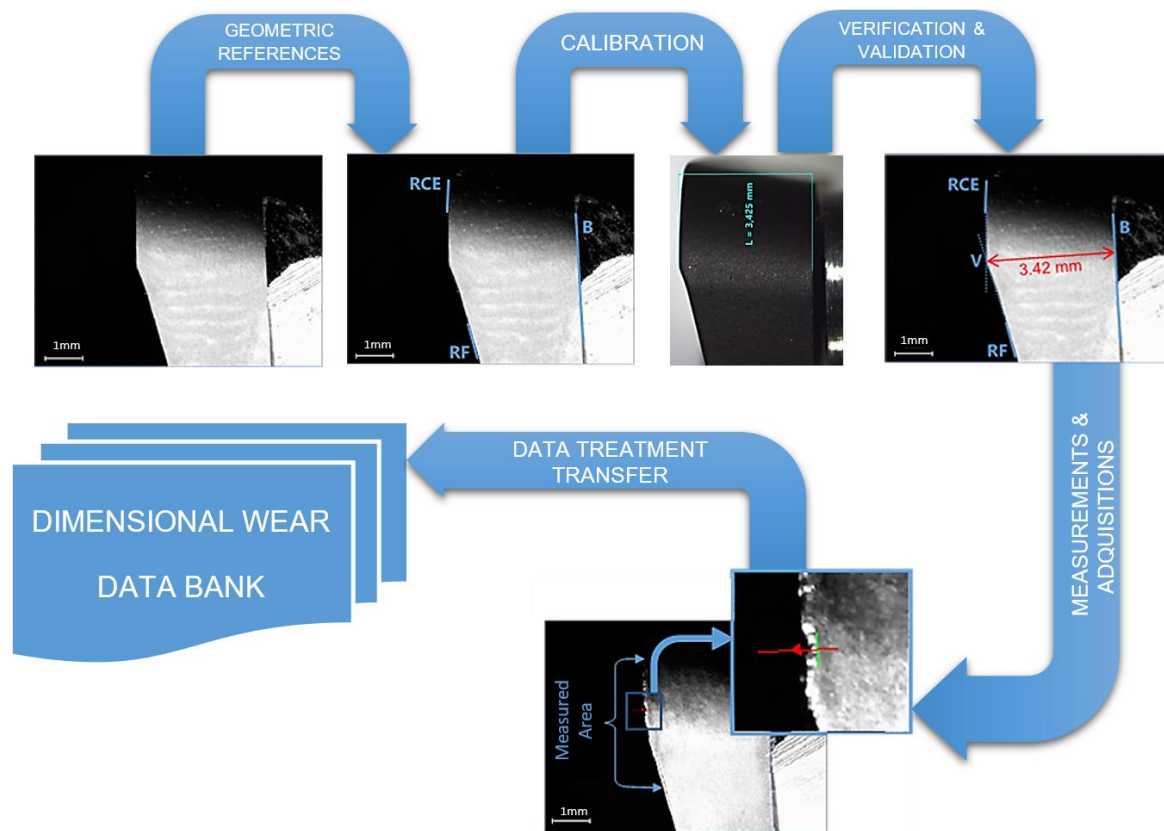 GEOMETRIC
REFERENCES
CALIBRATION
VERIFICATION &
VALIDATION
1mm
RCE
B
RF
1mm
L = 3,425 mm
RCE
B
V
3.42 mm
RF
1mm
MEASUREMENTS &
ADQUISITIONS
DATA TREATMENT
TRANSFER
DIMENSIONAL WEAR
DATA BANK
Measured
Area
1mm